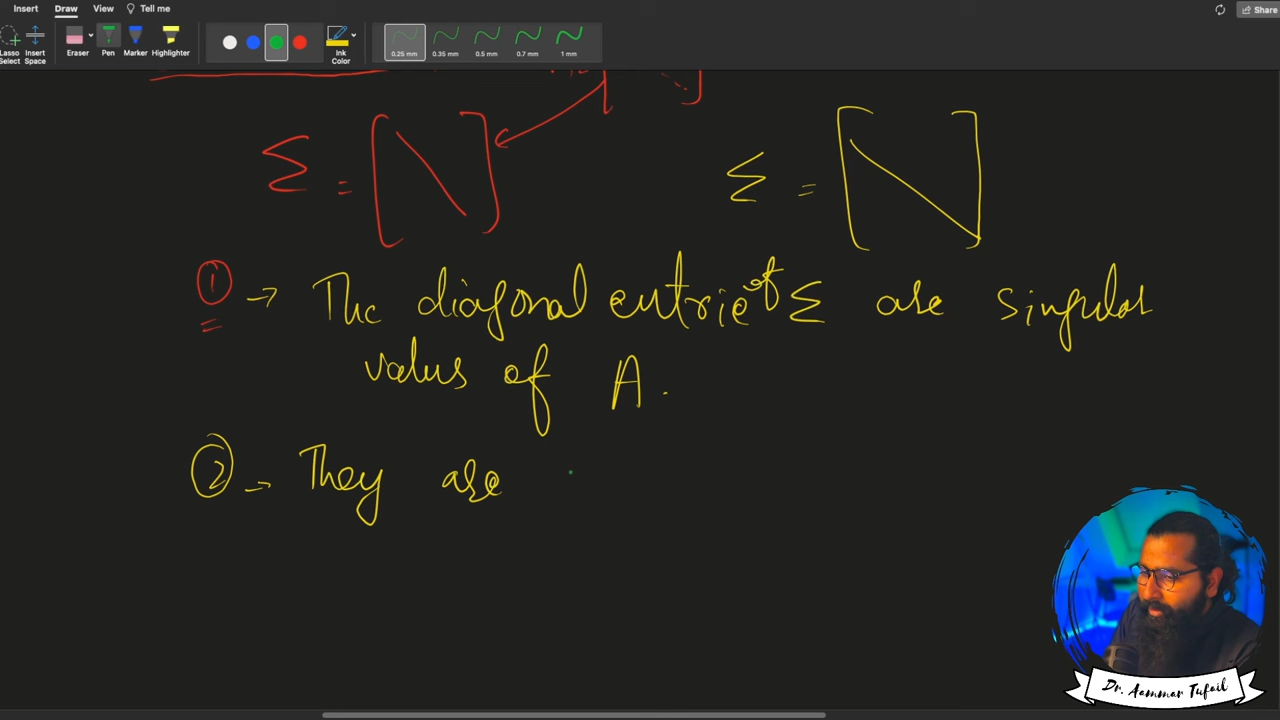 Insert Draw View Tell me Share
Lasso Select Insert Space Eraser Pen Marker Highlighter Ink Color 0.25 mm 0.35 mm 0.5 mm 0.7 mm 1 mm
Σ = [\] Σ = [\]
① → The diagonal entrie of Σ are singular
values of A.
② - They are
Dr. Aammar Tufail